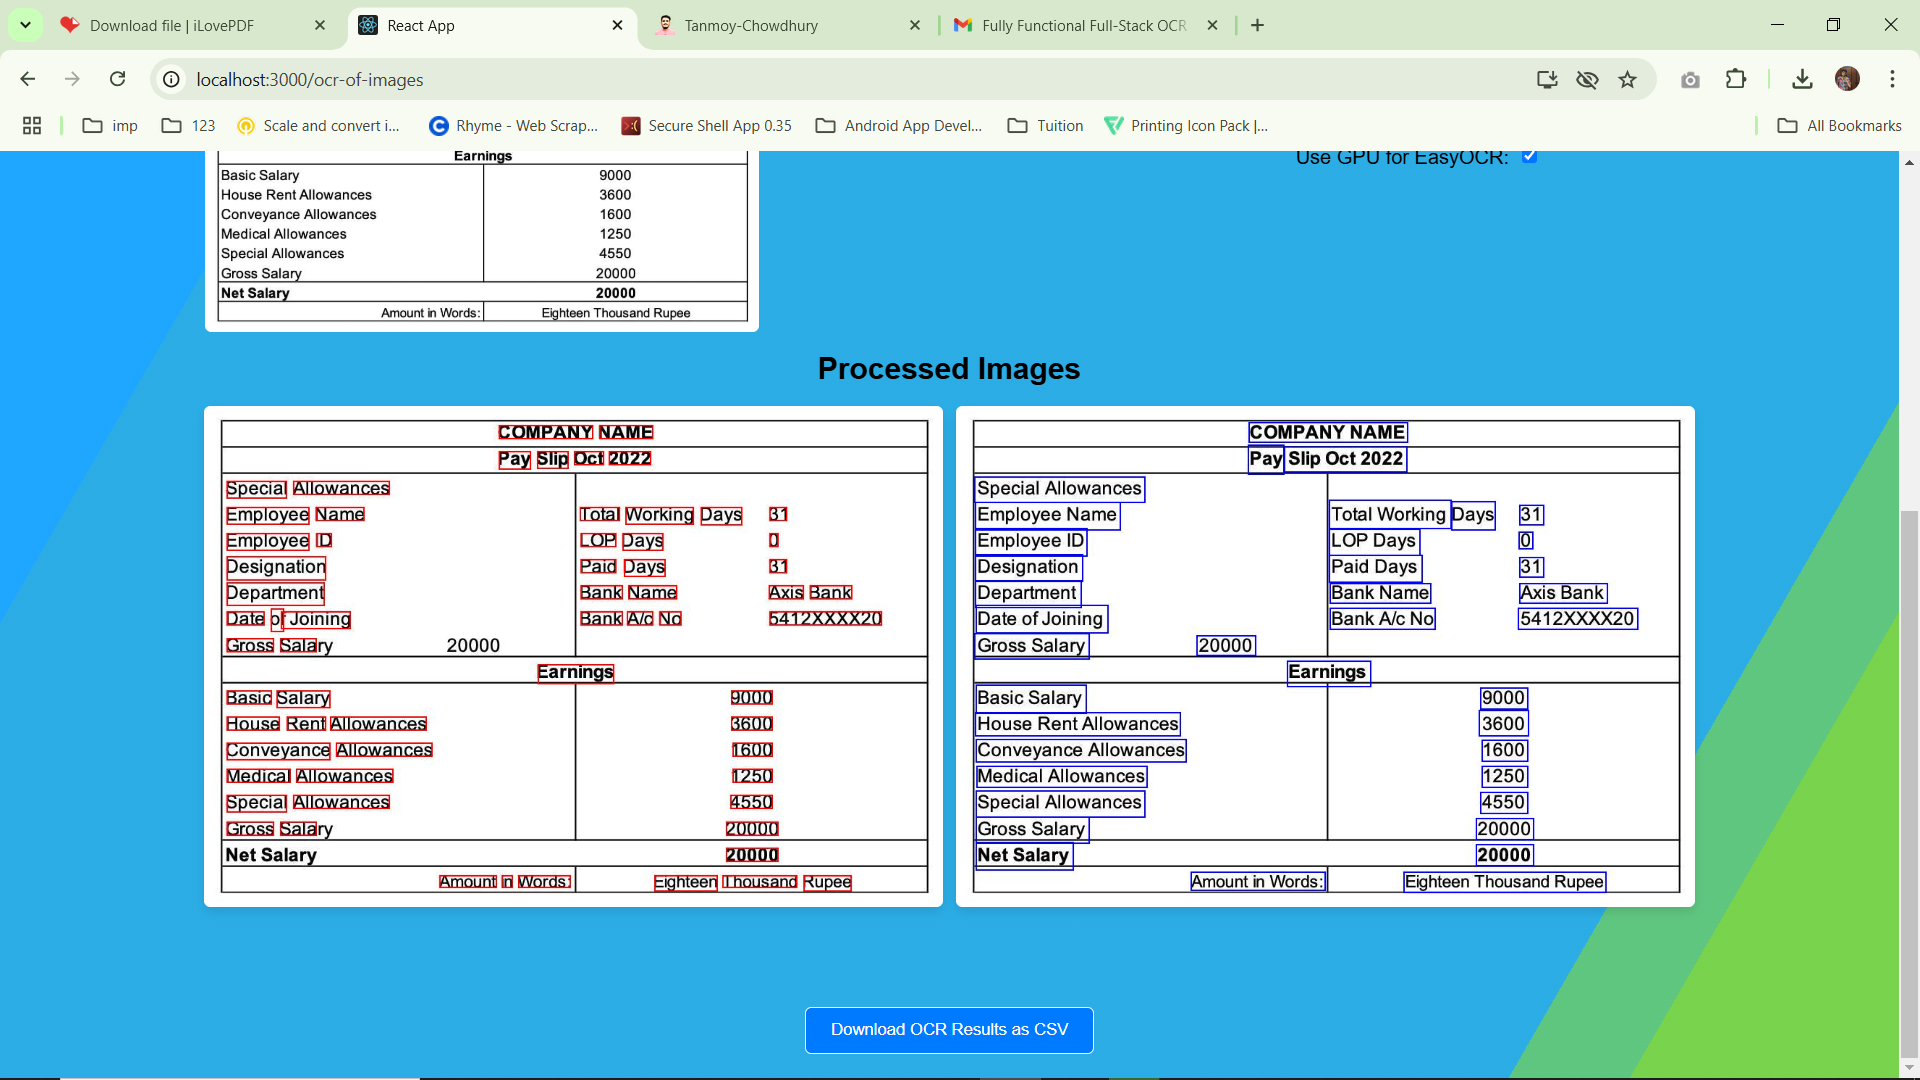 Download file | iLovePDF
React App
Tanmoy-Chowdhury
Fully Functional Full-Stack OCR
localhost:3000/ocr-of-images
imp
123
Scale and convert i...
Rhyme - Web Scrap...
Secure Shell App 0.35
Android App Devel...
Tuition
Printing Icon Pack |...
All Bookmarks
Earnings
Basic Salary 9000
House Rent Allowances 3600
Conveyance Allowances 1600
Medical Allowances 1250
Special Allowances 4550
Gross Salary 20000
Net Salary 20000
Amount in Words: Eighteen Thousand Rupee
Use GPU for EasyOCR:
Processed Images
COMPANY NAME
Pay Slip Oct 2022
Special Allowances
Employee Name Total Working Days 31
Employee ID LOP Days 0
Designation Paid Days 31
Department Bank Name Axis Bank
Date of Joining Bank A/c No 5412XXXX20
Gross Salary 20000
Earnings
Basic Salary 9000
House Rent Allowances 3600
Conveyance Allowances 1600
Medical Allowances 1250
Special Allowances 4550
Gross Salary 20000
Net Salary 20000
Amount in Words: Eighteen Thousand Rupee
COMPANY NAME
Pay Slip Oct 2022
Special Allowances
Employee Name Total Working Days 31
Employee ID LOP Days 0
Designation Paid Days 31
Department Bank Name Axis Bank
Date of Joining Bank A/c No 5412XXXX20
Gross Salary 20000
Earnings
Basic Salary 9000
House Rent Allowances 3600
Conveyance Allowances 1600
Medical Allowances 1250
Special Allowances 4550
Gross Salary 20000
Net Salary 20000
Amount in Words: Eighteen Thousand Rupee
Download OCR Results as CSV